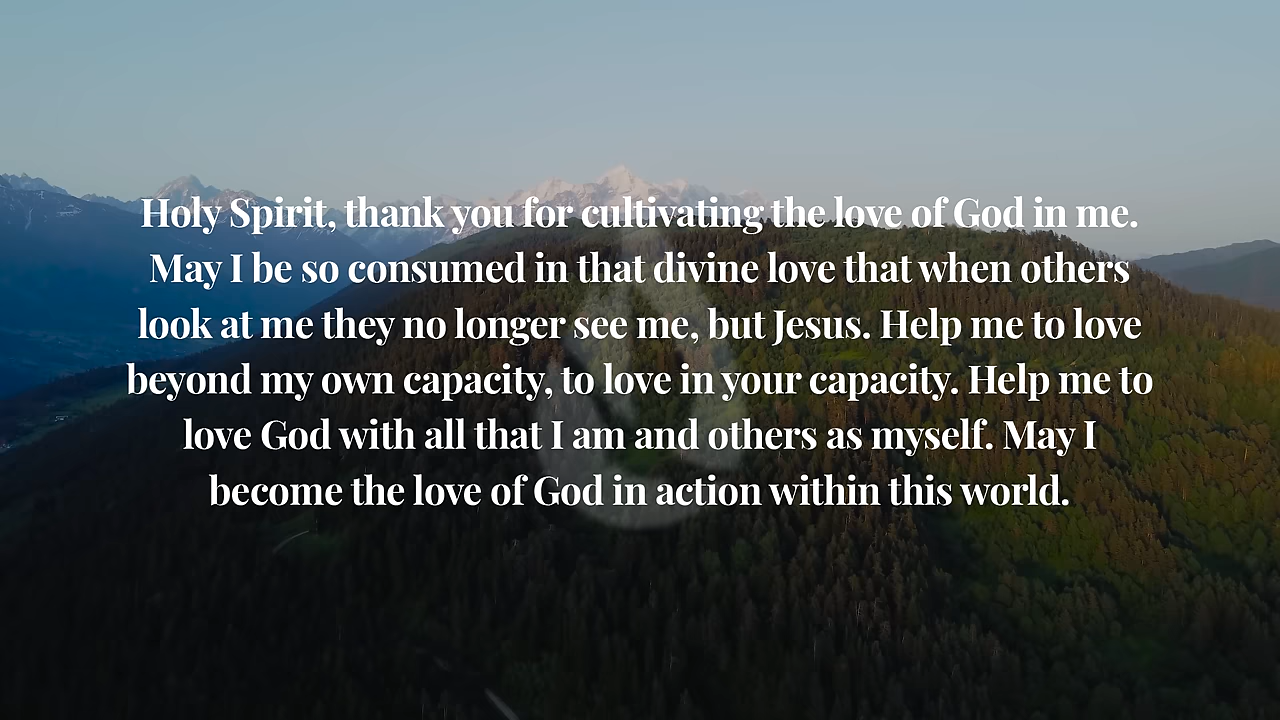 Holy Spirit, thank you for cultivating the love of God in me.
May I be so consumed in that divine love that when others
look at me they no longer see me, but Jesus. Help me to love
beyond my own capacity, to love in your capacity. Help me to
love God with all that I am and others as myself. May I
become the love of God in action within this world.